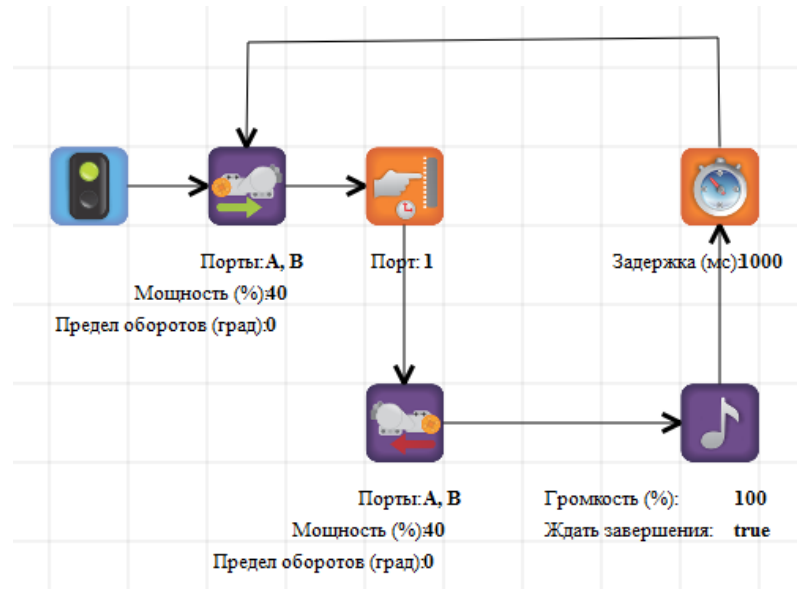 Порты: A, B
Мощность (%):40
Предел оборотов (град):0
Порт: 1
Задержка (мс):1000
Порты: A, B
Мощность (%):40
Предел оборотов (град):0
Громкость (%): 100
Ждать завершения: true